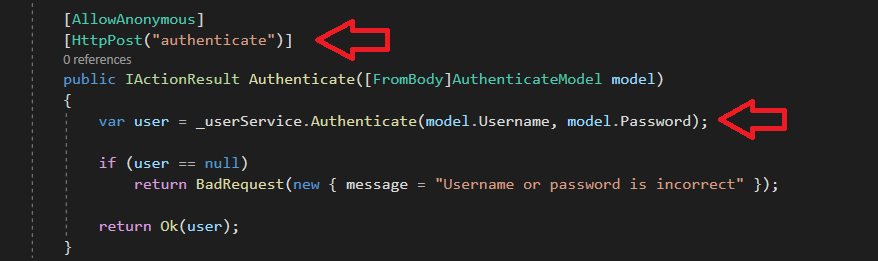 [AllowAnonymous]
[HttpPost("authenticate")]
0 references
public IActionResult Authenticate([FromBody]AuthenticateModel model)
{
var user = _userService.Authenticate(model.Username, model.Password);
if (user == null)
return BadRequest(new { message = "Username or password is incorrect" });
return Ok(user);
}